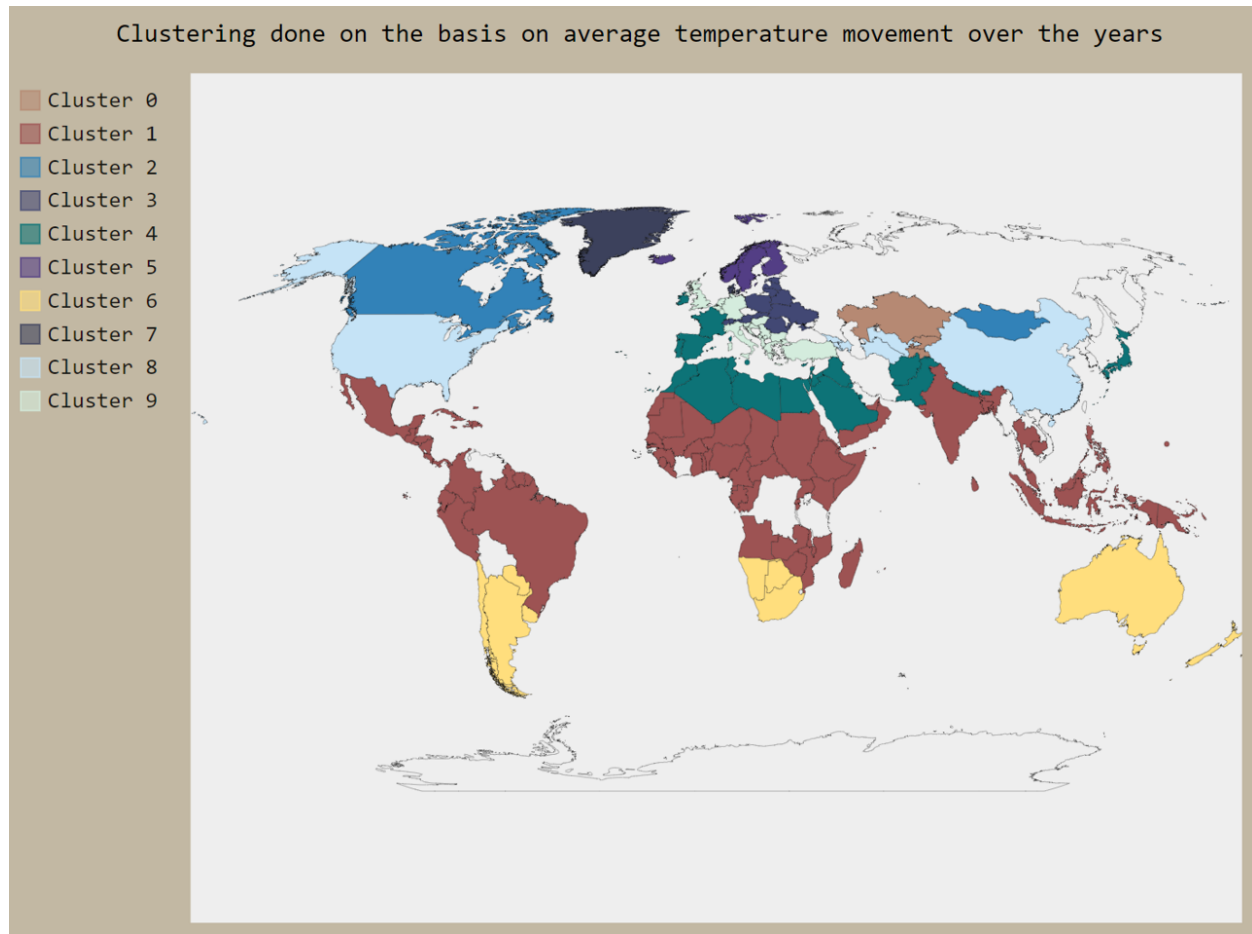 Clustering done on the basis on average temperature movement over the years
Cluster 0
Cluster 1
Cluster 2
Cluster 3
Cluster 4
Cluster 5
Cluster 6
Cluster 7
Cluster 8
Cluster 9